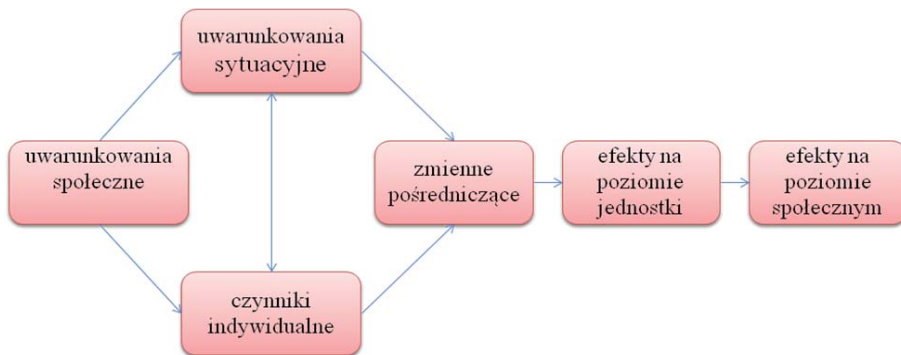 uwarunkowania
sytuacyjne
uwarunkowania
społeczne
zmienne
pośredniczące
efekty na
poziomie
jednostki
efekty na
poziomie
społecznym
czynniki
indywidualne